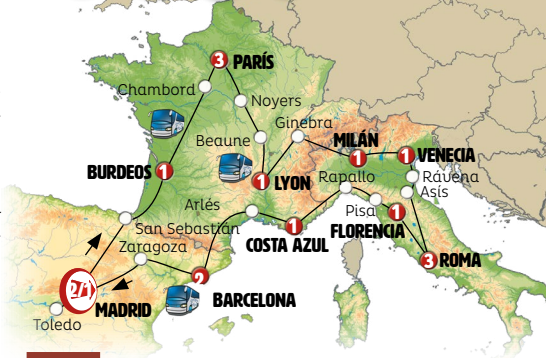 3 PARÍS
Chambord
Noyers
Beaune
Ginebra
MILÁN
1
1 VENECIA
BURDEOS 1
1 LYON
Rapallo
Rávena
Asís
Arlés
Pisa
1
San Sebastián
1
FLORENCIA
Zaragoza
COSTA AZUL
3 ROMA
2
2/1
MADRID
BARCELONA
Toledo